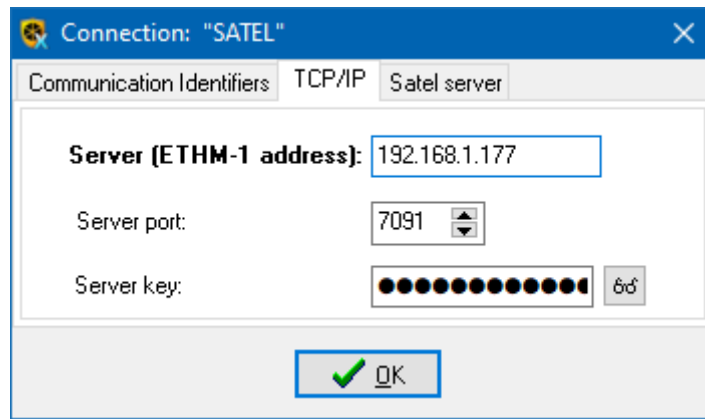 Connection: "SATEL"
Communication Identifiers TCP/IP Satel server
Server (ETHM-1 address): 192.168.1.177
Server port: 7091
Server key: ●●●●●●●●●●●●
OK